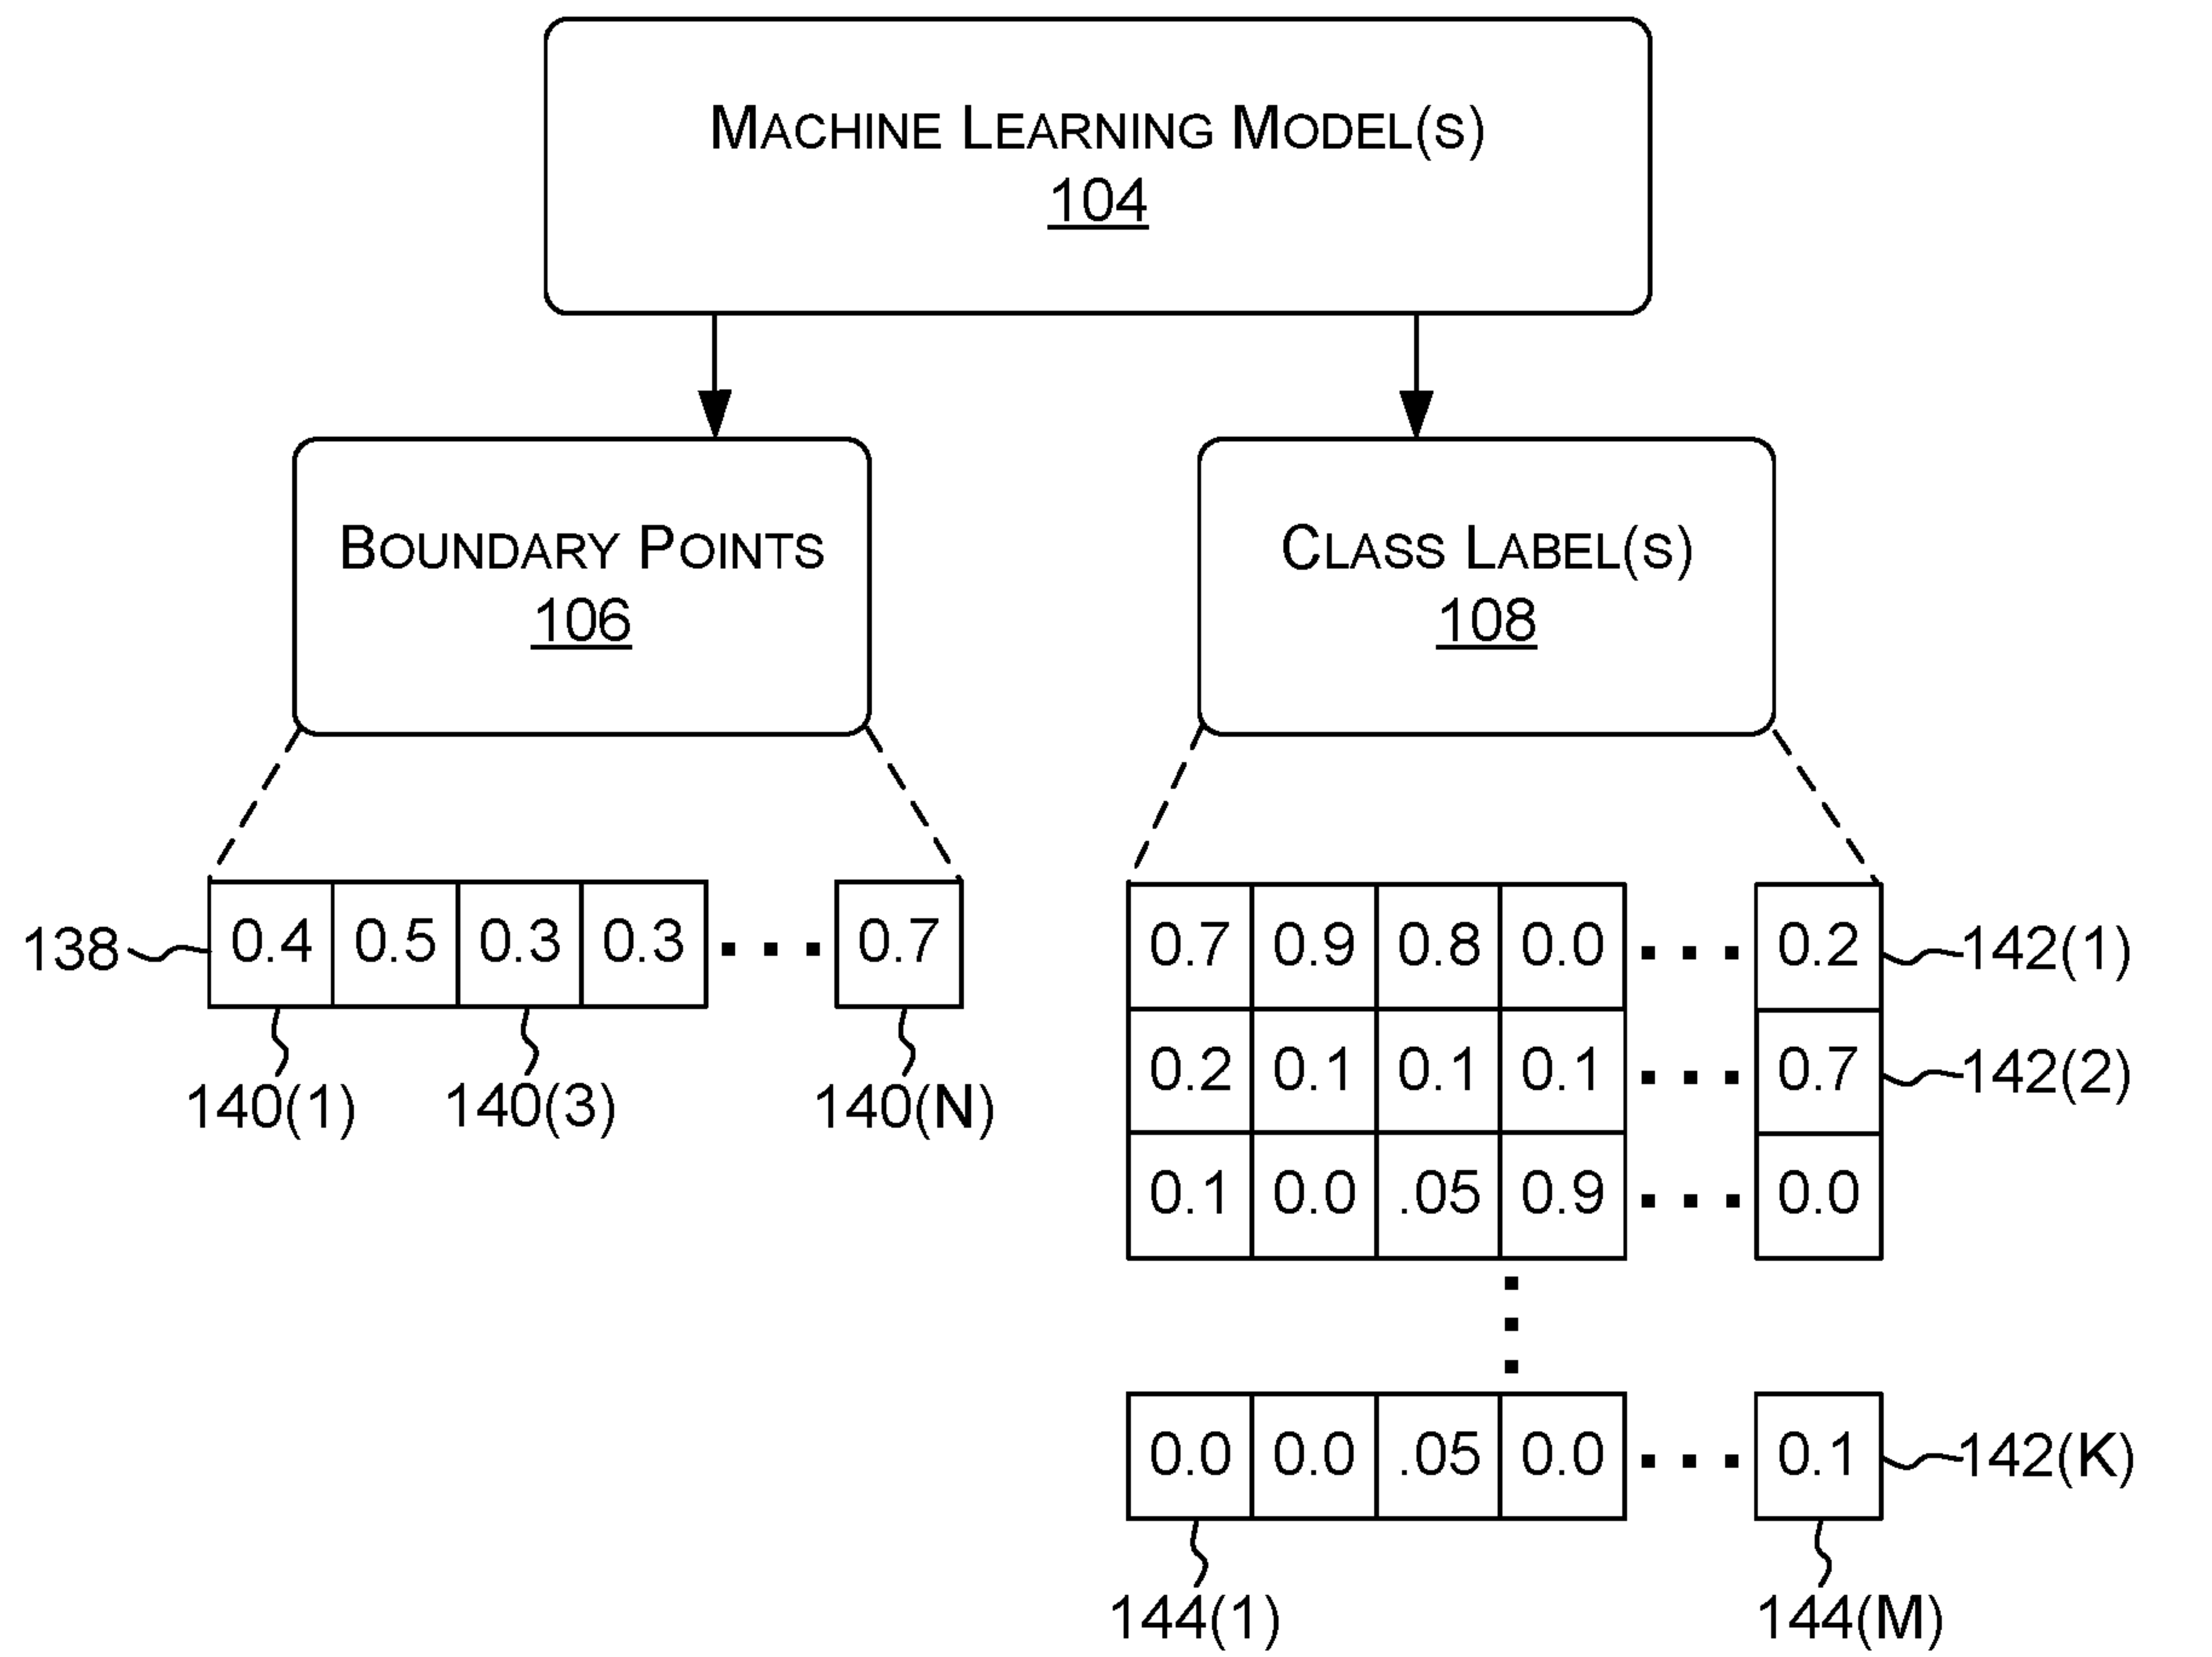 MACHINE LEARNING MODEL(S)
104
BOUNDARY POINTS
106
CLASS LABEL(S)
108
138
0.4 0.5 0.3 0.3 ... 0.7
140(1) 140(3) 140(N)
0.7 0.9 0.8 0.0 ... 0.2 142(1)
0.2 0.1 0.1 0.1 ... 0.7 142(2)
0.1 0.0 .05 0.9 ... 0.0
0.0 0.0 .05 0.0 ... 0.1 142(K)
144(1) 144(M)